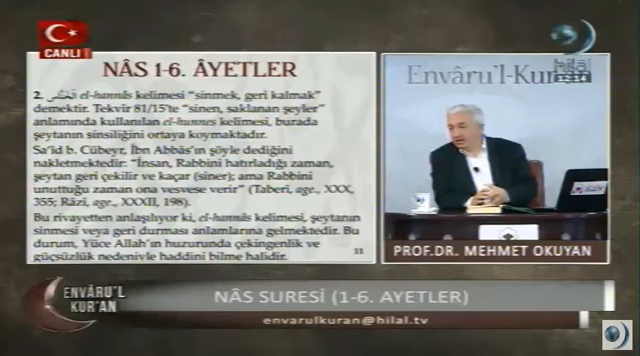 CANLI
hilal
NÂS 1-6. ÂYETLER
2. el-hannâs kelimesi "sinmek, geri kalmak"
demektir. Tekvir 81/15'te "sinen, saklanan şeyler"
anlamında kullanılan el-hunnes kelimesi, burada
şeytanın sinsiliğini ortaya koymaktadır.
Sa'îd b. Cübeyr, İbn Abbâs'ın şöyle dediğini
nakletmektedir: "İnsan, Rabbini hatırladığı zaman,
şeytan geri çekilir ve kaçar (siner); ama Rabbini
unuttuğu zaman ona vesvese verir" (Taberi, age., XXX,
355; Râzi, age., XXXII, 198).
Bu rivayetten anlaşılıyor ki, el-hannâs kelimesi, şeytanın
sinmesi veya geri durması anlamlarına gelmektedir. Bu
durum, Yüce Allah'ın huzurunda çekingenlik ve
güçsüzlük nedeniyle haddini bilme halidir.
11
Envâru'l-Kur
PROF.DR. MEHMET OKUYAN
ENVÂRU'L
KUR'AN
NÂS SURESİ (1-6. AYETLER)
envarulkuran@hilal.tv